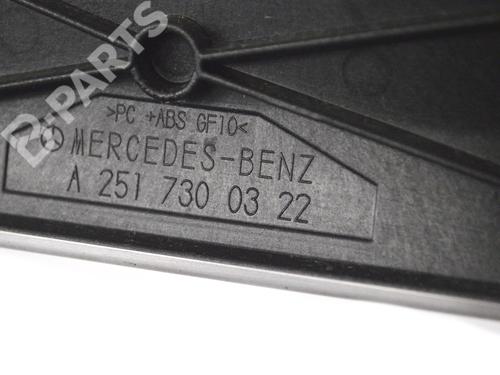 B-PARTS
>PC +ABS GF10<
MERCEDES-BENZ
A 251 730 03 22